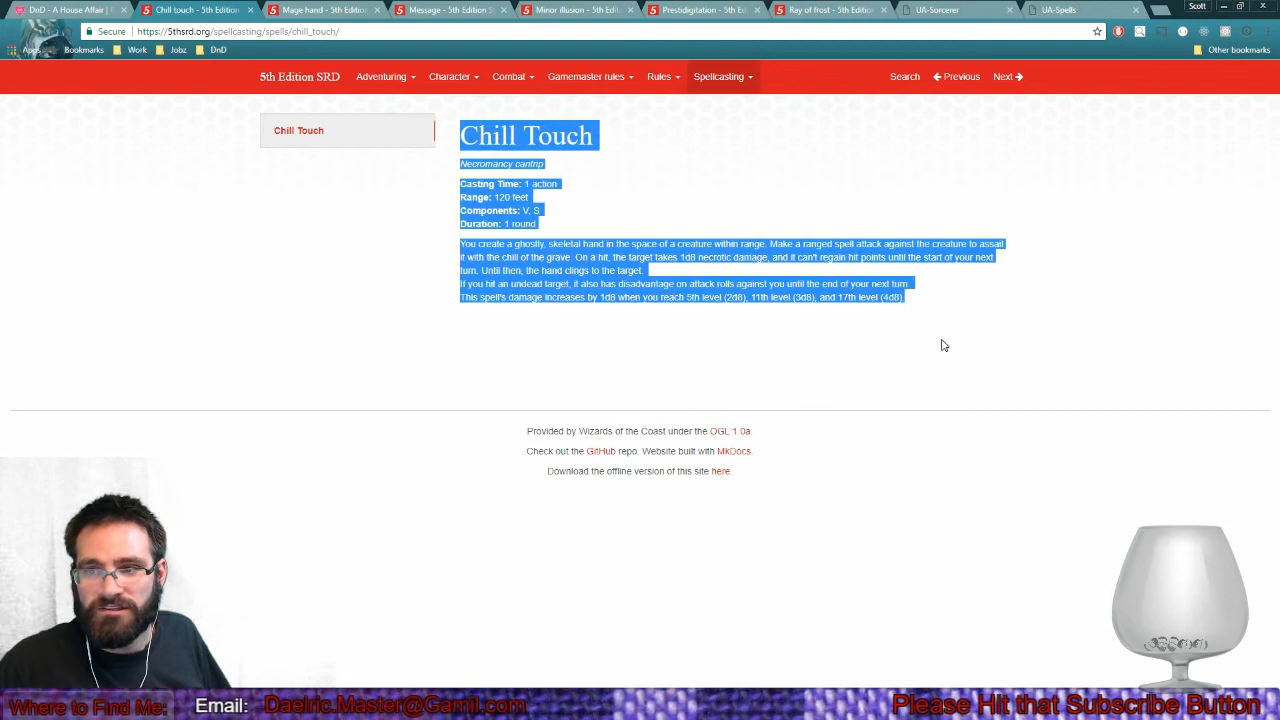 DnD - A House Affair |
Chill touch - 5th Edition
Mage hand - 5th Edition
Message - 5th Edition S
Minor illusion - 5th Edi
Prestidigitation - 5th Ed
Ray of frost - 5th Edition
UA-Sorcerer
UA-Spells
Scott
Secure
https://5thsrd.org/spellcasting/spells/chill_touch/
Apps
Bookmarks
Work
Jobz
DnD
Other bookmarks
5th Edition SRD
Adventuring
Character
Combat
Gamemaster rules
Rules
Spellcasting
Search
Previous
Next
Chill Touch
Chill Touch
Necromancy cantrip
Casting Time: 1 action
Range: 120 feet
Components: V, S
Duration: 1 round
You create a ghostly, skeletal hand in the space of a creature within range. Make a ranged spell attack against the creature to assail
it with the chill of the grave. On a hit, the target takes 1d8 necrotic damage, and it can't regain hit points until the start of your next
turn. Until then, the hand clings to the target.
If you hit an undead target, it also has disadvantage on attack rolls against you until the end of your next turn.
This spell's damage increases by 1d8 when you reach 5th level (2d8), 11th level (3d8), and 17th level (4d8).
Provided by Wizards of the Coast under the OGL 1.0a.
Check out the GitHub repo. Website built with MkDocs.
Download the offline version of this site here.
Where to Find Me:
Email: Daelric.Master@Gamil.com
Please Hit that Subscribe Button